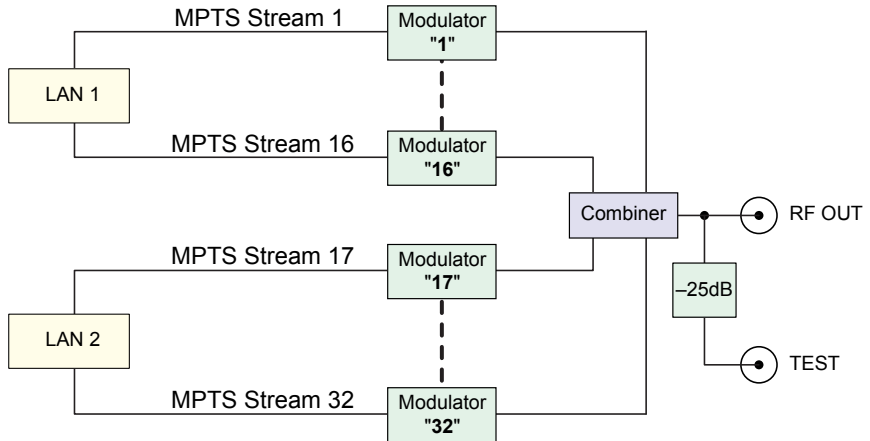 MPTS Stream 1
Modulator
"1"
LAN 1
MPTS Stream 16
Modulator
"16"
Combiner
RF OUT
MPTS Stream 17
Modulator
"17"
–25dB
LAN 2
TEST
MPTS Stream 32
Modulator
"32"